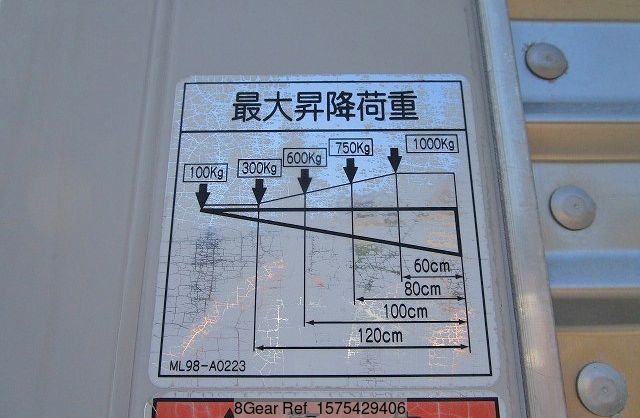 最大昇降荷重
100Kg 300Kg 600Kg 750Kg 1000Kg
60cm
80cm
100cm
120cm
ML98-A0223
8Gear Ref_1575429406